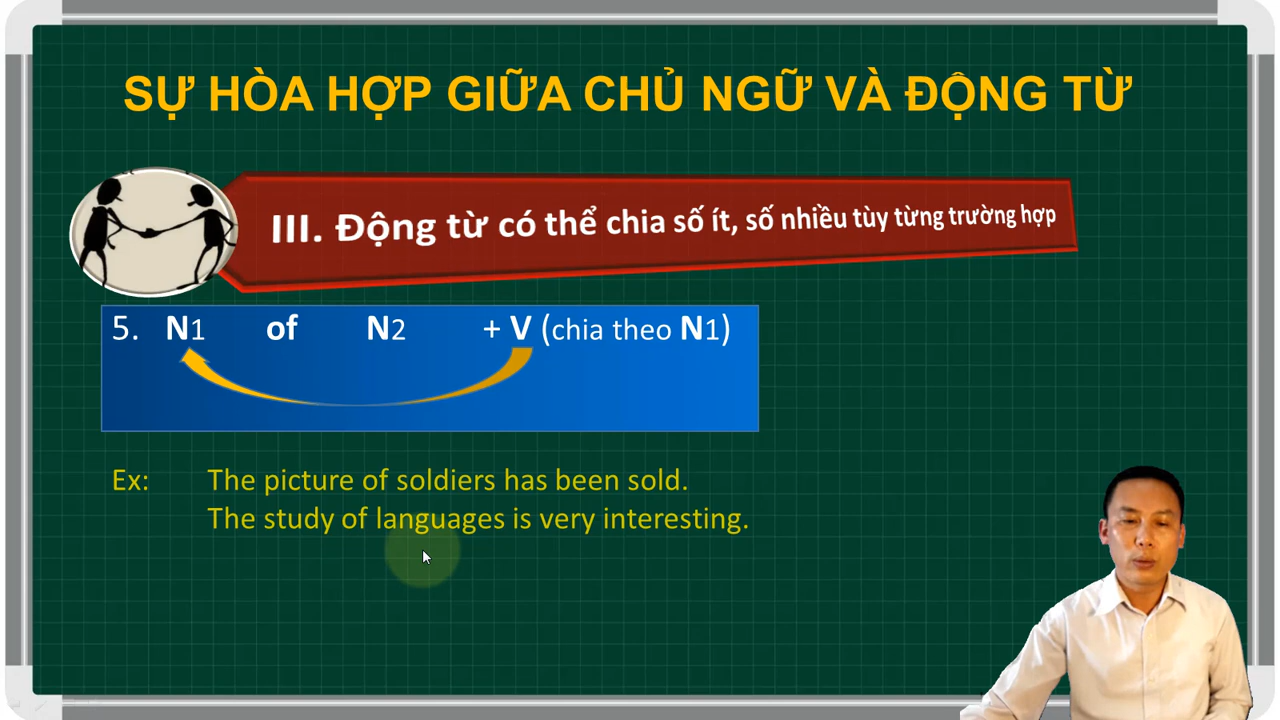 SỰ HÒA HỢP GIỮA CHỦ NGỮ VÀ ĐỘNG TỪ
III. Động từ có thể chia số ít, số nhiều tùy từng trường hợp
5. N1 of N2 + V (chia theo N1)
Ex: The picture of soldiers has been sold.
The study of languages is very interesting.